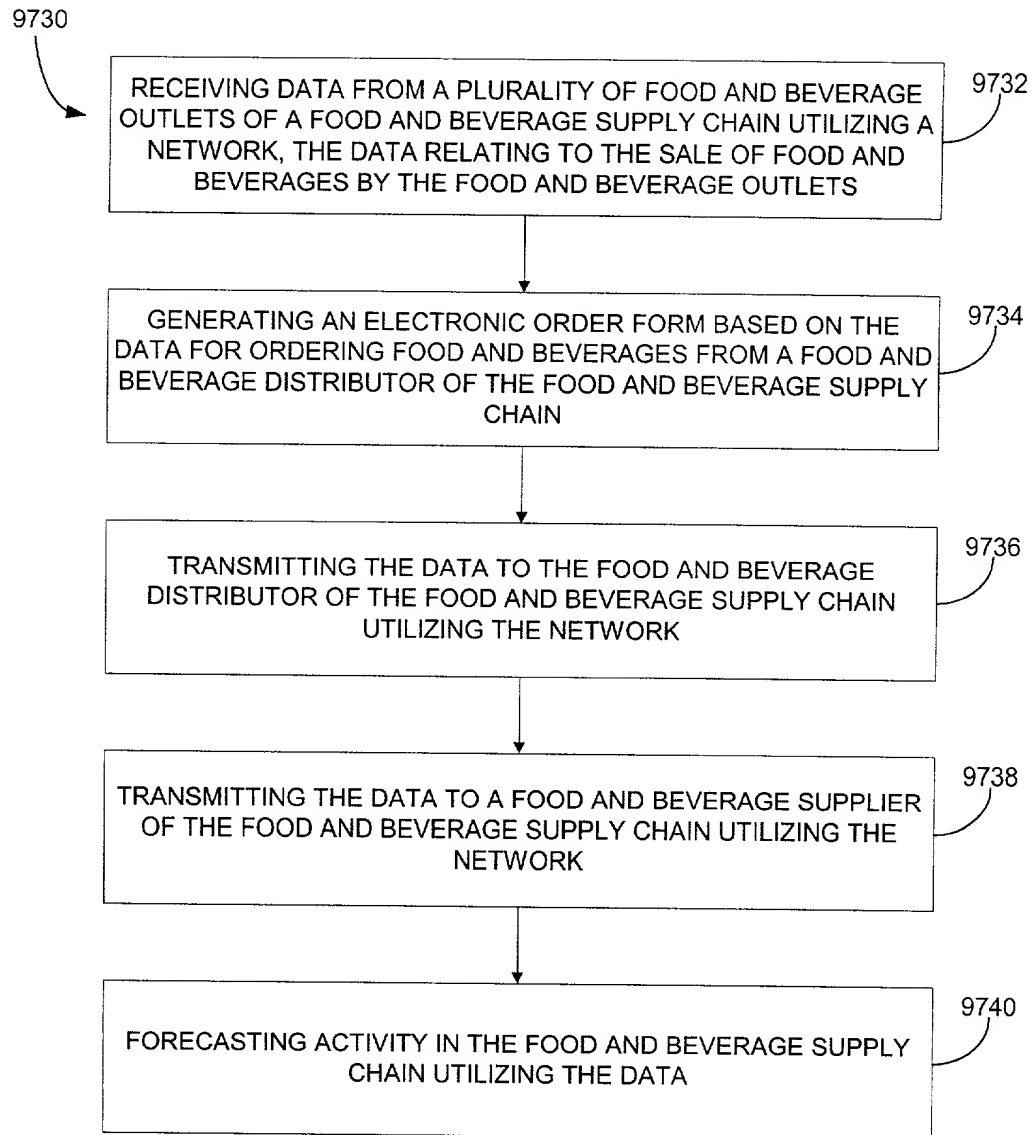 9730
RECEIVING DATA FROM A PLURALITY OF FOOD AND BEVERAGE
OUTLETS OF A FOOD AND BEVERAGE SUPPLY CHAIN UTILIZING A
NETWORK, THE DATA RELATING TO THE SALE OF FOOD AND
BEVERAGES BY THE FOOD AND BEVERAGE OUTLETS
9732
GENERATING AN ELECTRONIC ORDER FORM BASED ON THE
DATA FOR ORDERING FOOD AND BEVERAGES FROM A FOOD AND
BEVERAGE DISTRIBUTOR OF THE FOOD AND BEVERAGE SUPPLY
CHAIN
9734
TRANSMITTING THE DATA TO THE FOOD AND BEVERAGE
DISTRIBUTOR OF THE FOOD AND BEVERAGE SUPPLY CHAIN
UTILIZING THE NETWORK
9736
TRANSMITTING THE DATA TO A FOOD AND BEVERAGE SUPPLIER
OF THE FOOD AND BEVERAGE SUPPLY CHAIN UTILIZING THE
NETWORK
9738
FORECASTING ACTIVITY IN THE FOOD AND BEVERAGE SUPPLY
CHAIN UTILIZING THE DATA
9740